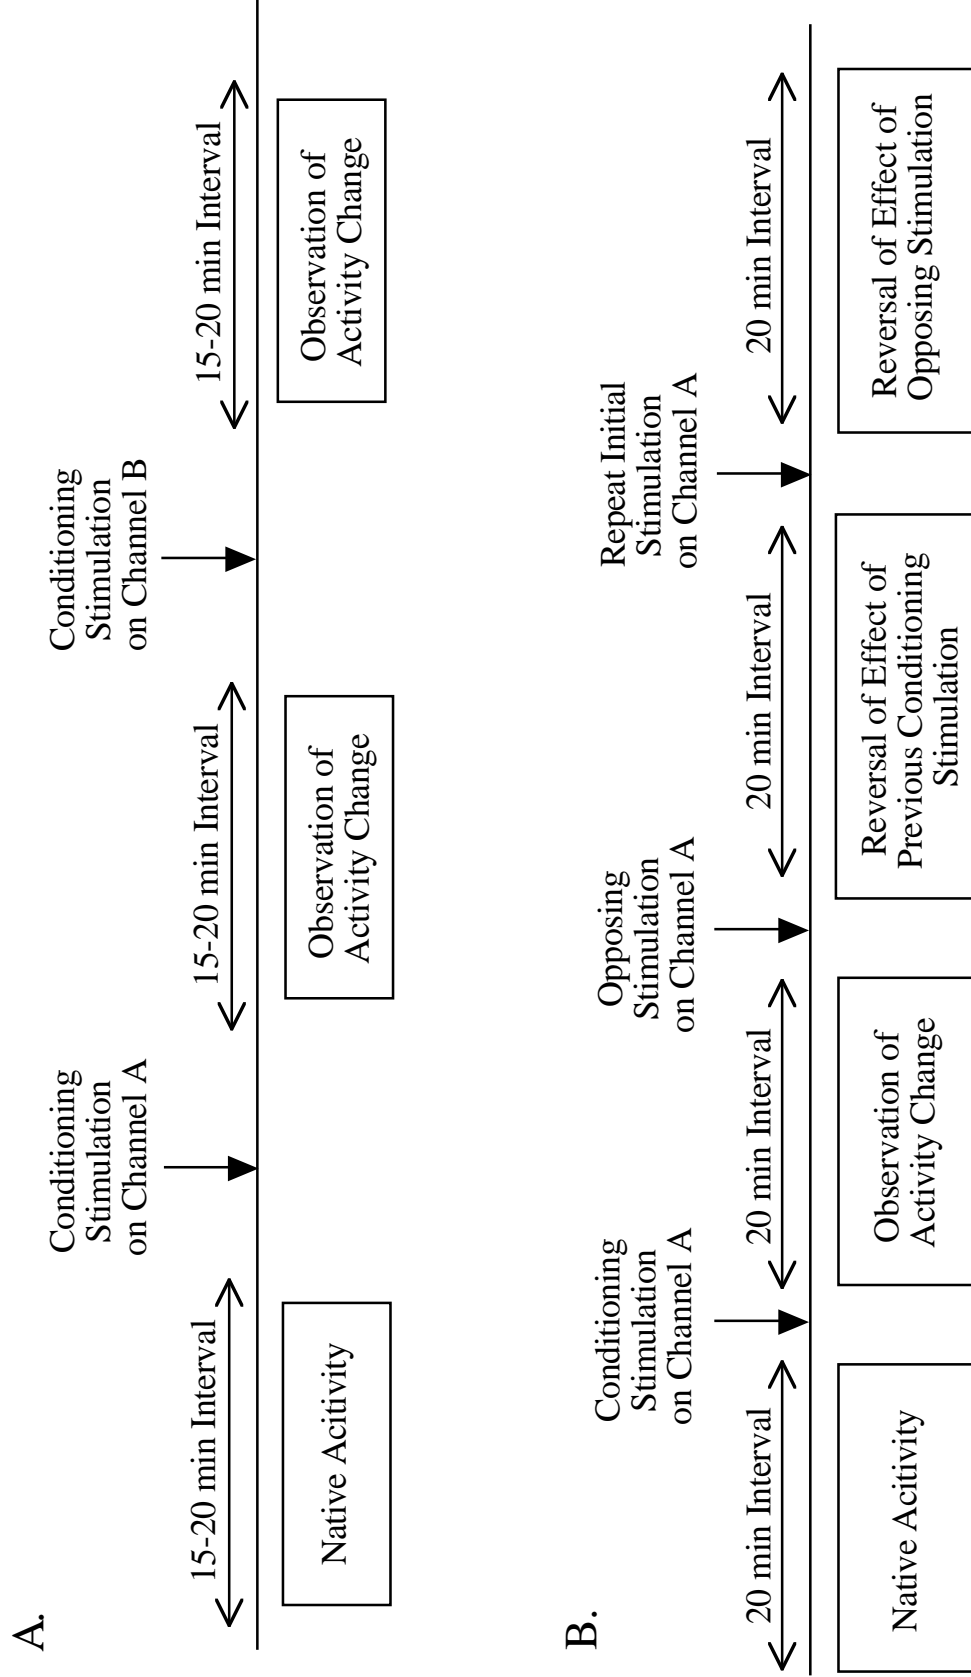 A.
Conditioning
Stimulation
on Channel A
Conditioning
Stimulation
on Channel B
15-20 min Interval
15-20 min Interval
15-20 min Interval
Native Acitivity
Observation of
Activity Change
Observation of
Activity Change
B.
Conditioning
Stimulation
on Channel A
Opposing
Stimulation
on Channel A
Repeat Initial
Stimulation
on Channel A
20 min Interval
20 min Interval
20 min Interval
20 min Interval
Native Acitivity
Observation of
Activity Change
Reversal of Effect of
Previous Conditioning
Stimulation
Reversal of Effect of
Opposing Stimulation